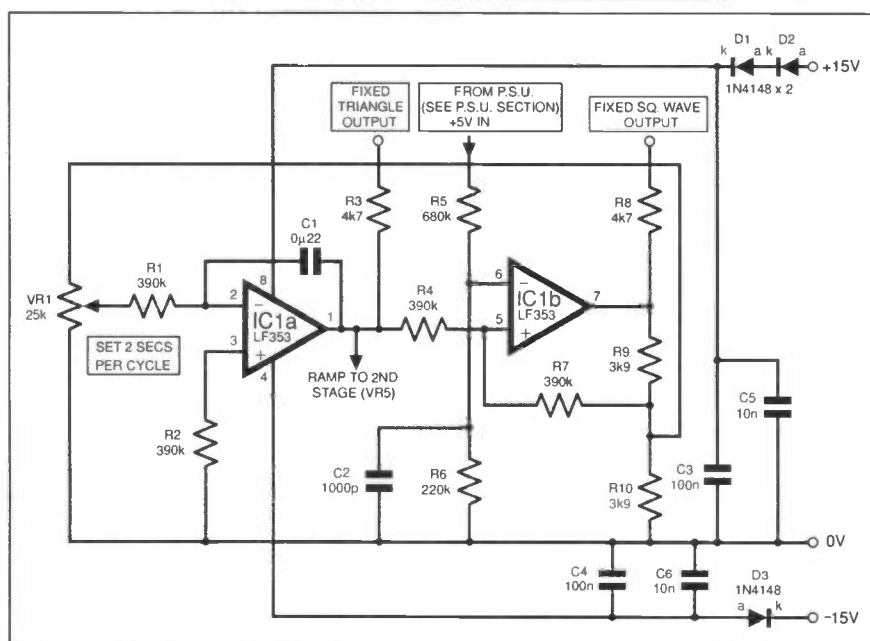 D1
D2
k
a
k
a
+15V
1N4148 x 2
FIXED
TRIANGLE
OUTPUT
FROM P.S.U.
(SEE P.S.U. SECTION)
+5V IN
FIXED SQ. WAVE
OUTPUT
R3
4k7
R5
680k
R8
4k7
C1
0µ22
R1
390k
VR1
25k
SET 2 SECS
PER CYCLE
8
2
−
IC1a
LF353
3
+
4
1
R4
390k
6
−
IC1b
LF353
5
+
7
RAMP TO 2ND
STAGE (VR5)
R7
390k
R9
3k9
R2
390k
C2
1000p
R6
220k
R10
3k9
C3
100n
C5
10n
0V
C4
100n
C6
10n
D3
1N4148
a
k
−15V